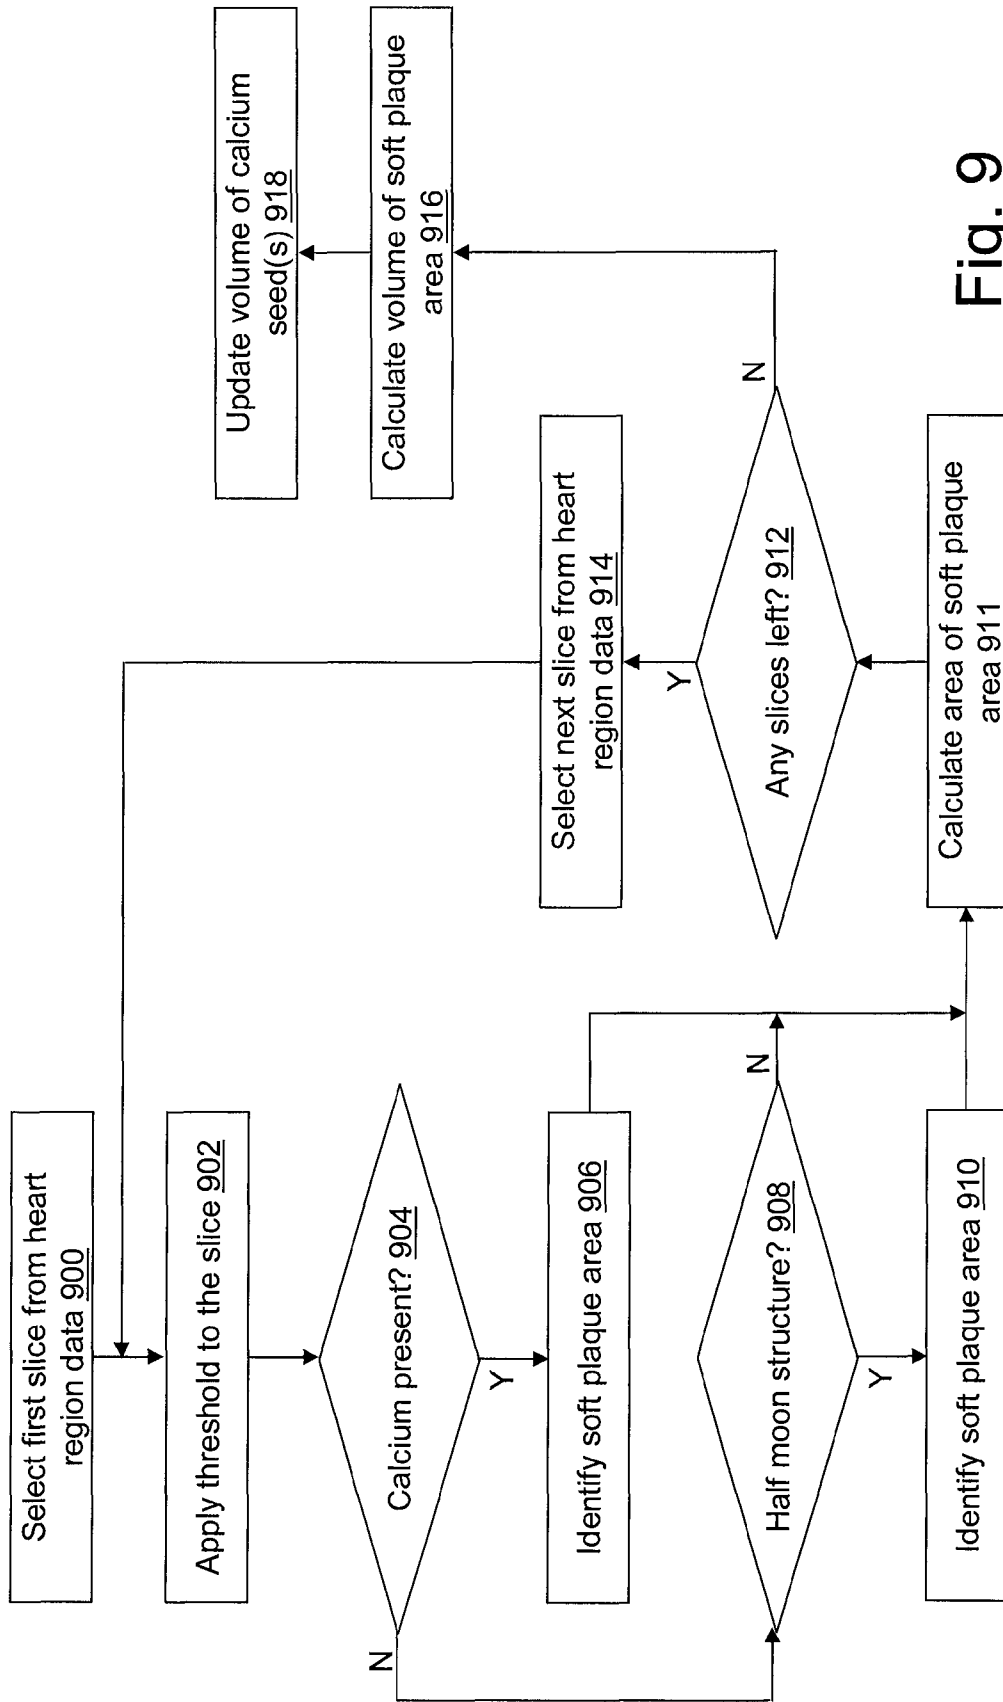 Select first slice from heart
region data 900
Apply threshold to the slice 902
Calcium present? 904
N
Y
Identify soft plaque area 906
Half moon structure? 908
N
Y
Identify soft plaque area 910
Calculate area of soft plaque
area 911
Any slices left? 912
Y
N
Select next slice from heart
region data 914
Calculate volume of soft plaque
area 916
Update volume of calcium
seed(s) 918
Fig. 9